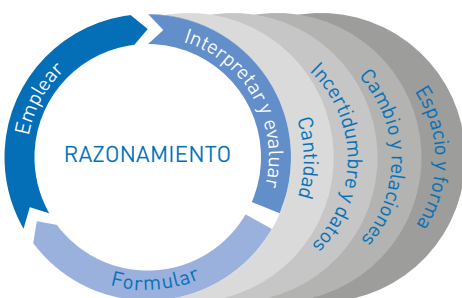 Emplear
Interpretar y evaluar
RAZONAMIENTO
Formular
Cantidad
Incertidumbre y datos
Cambio y relaciones
Espacio y forma